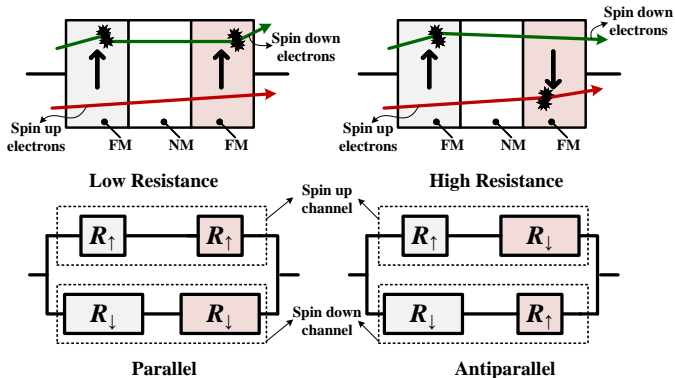 Spin down
electrons
Spin down
electrons
Spin up
electrons
FM
NM
FM
Spin up
electrons
FM
NM
FM
Low Resistance
High Resistance
Spin up
channel
R↑
R↑
R↑
R↓
R↓
R↓
R↓
R↑
Spin down
channel
Parallel
Antiparallel